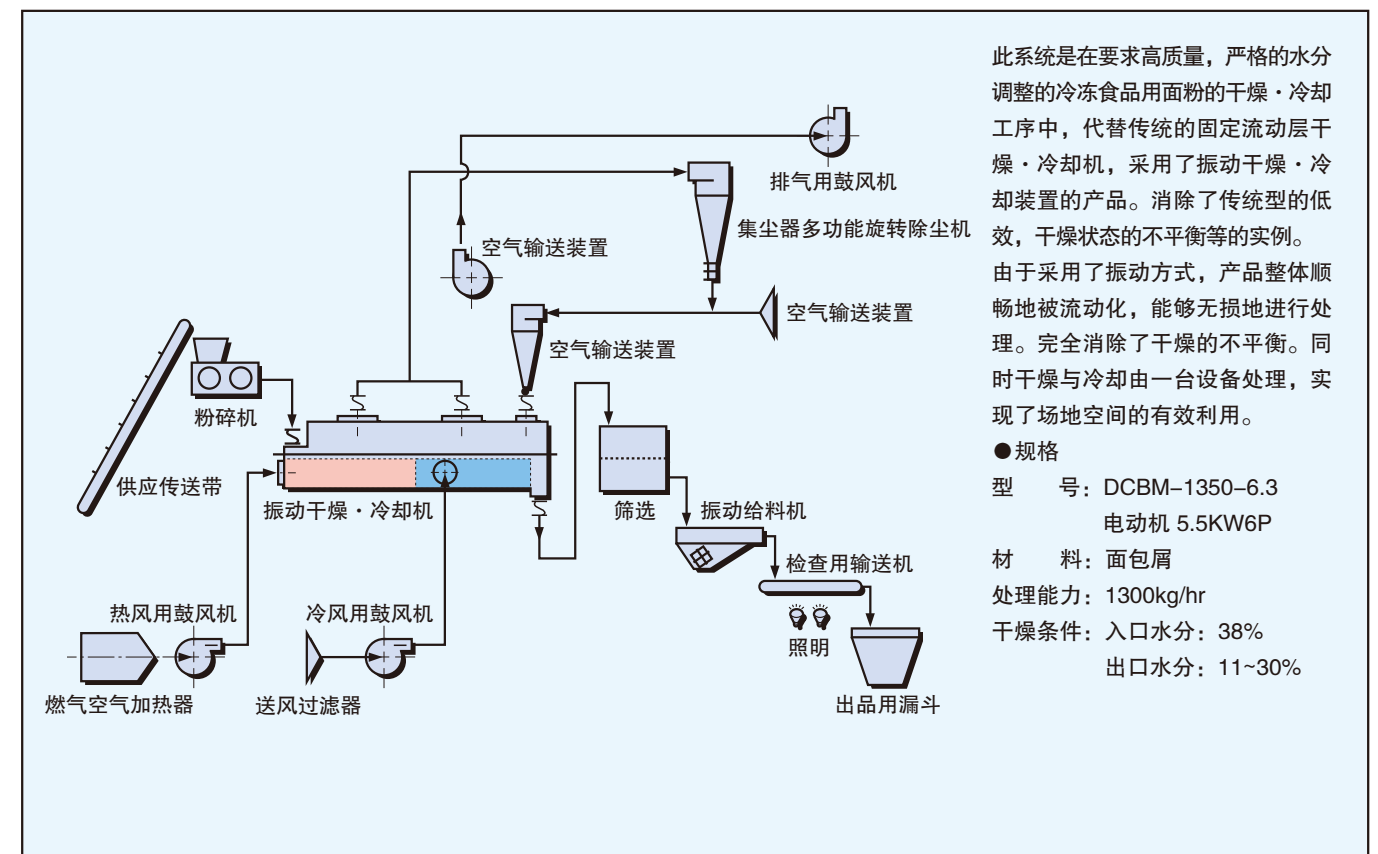 此系统是在要求高质量，严格的水分
调整的冷冻食品用面粉的干燥・冷却
工序中，代替传统的固定流动层干
燥・冷却机，采用了振动干燥・冷
却装置的产品。消除了传统型的低
效，干燥状态的不平衡等的实例。
由于采用了振动方式，产品整体顺
畅地被流动化，能够无损地进行处
理。完全消除了干燥的不平衡。同
时干燥与冷却由一台设备处理，实
现了场地空间的有效利用。
●规格
型　　号：DCBM-1350-6.3
电动机 5.5KW6P
材　　料：面包屑
处理能力：1300kg/hr
干燥条件：入口水分：38%
出口水分：11~30%
排气用鼓风机
集尘器多功能旋转除尘机
空气输送装置
空气输送装置
空气输送装置
粉碎机
供应传送带
振动干燥・冷却机
筛选
振动给料机
检查用输送机
照明
出品用漏斗
热风用鼓风机
冷风用鼓风机
燃气空气加热器
送风过滤器